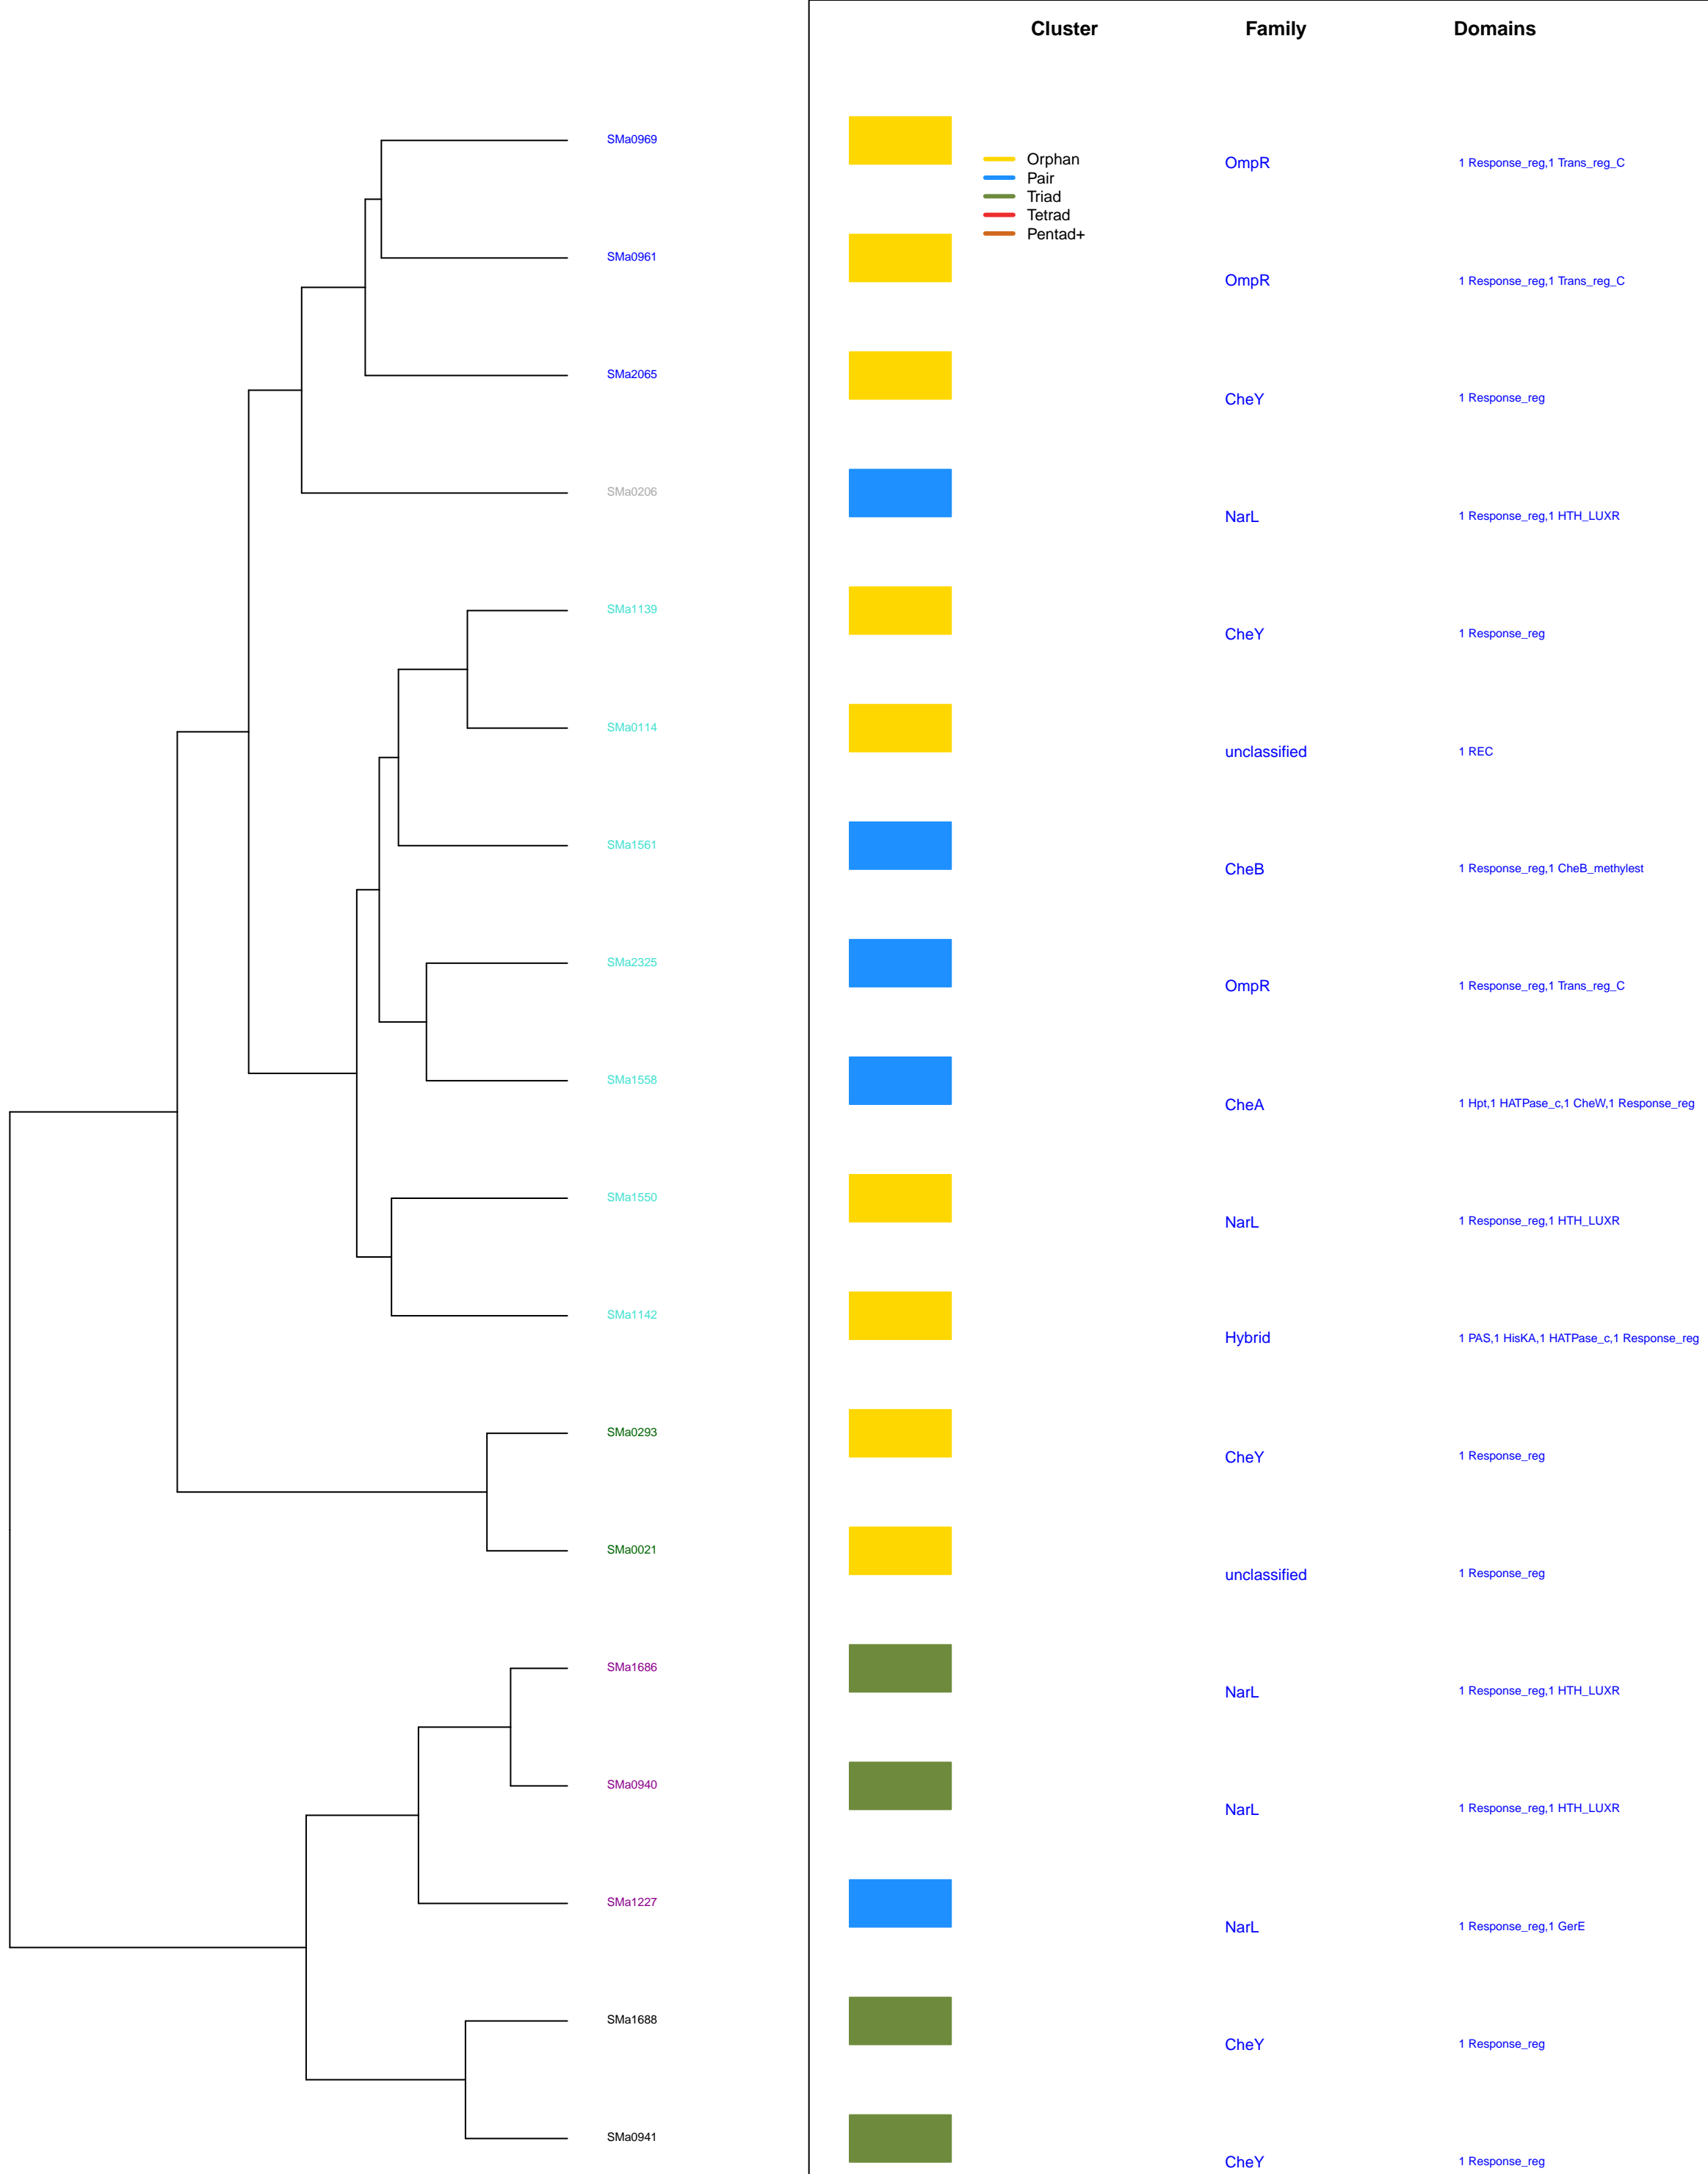 Cluster Family Domains
SMa0969
Orphan
OmpR 1 Response_reg,1 Trans_reg_C
Pair
Triad
Tetrad
Pentad+
SMa0961
OmpR 1 Response_reg,1 Trans_reg_C
SMa2065
CheY 1 Response_reg
SMa0206
NarL 1 Response_reg,1 HTH_LUXR
SMa1139
CheY 1 Response_reg
SMa0114
unclassified 1 REC
SMa1561
CheB 1 Response_reg,1 CheB_methylest
SMa2325
OmpR 1 Response_reg,1 Trans_reg_C
SMa1558
CheA 1 Hpt,1 HATPase_c,1 CheW,1 Response_reg
SMa1550
NarL 1 Response_reg,1 HTH_LUXR
SMa1142
Hybrid 1 PAS,1 HisKA,1 HATPase_c,1 Response_reg
SMa0293
CheY 1 Response_reg
SMa0021
unclassified 1 Response_reg
SMa1686
NarL 1 Response_reg,1 HTH_LUXR
SMa0940
NarL 1 Response_reg,1 HTH_LUXR
SMa1227
NarL 1 Response_reg,1 GerE
SMa1688
CheY 1 Response_reg
SMa0941
CheY 1 Response_reg